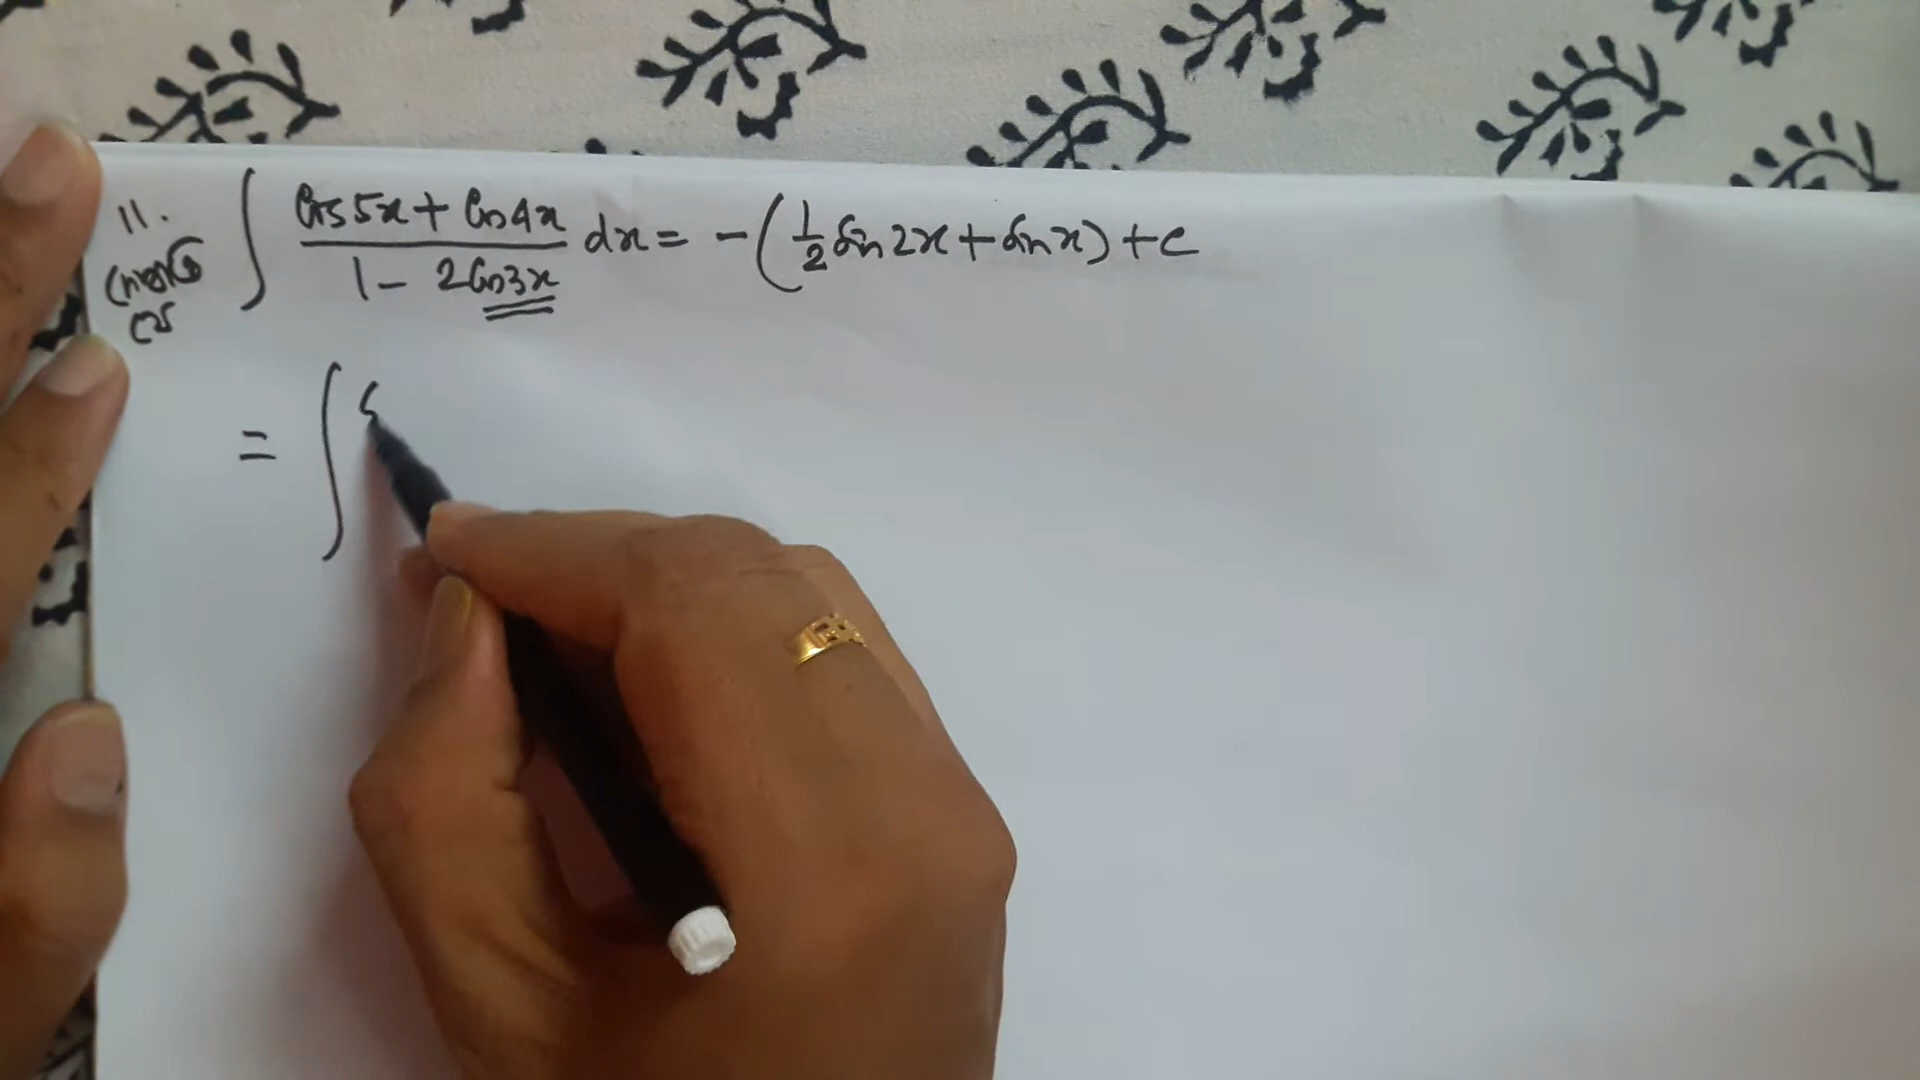 11. ∫ (cos5x + cos4x)/(1 - 2cos3x) dx = -(1/2 sin2x + sinx) + c
= ∫